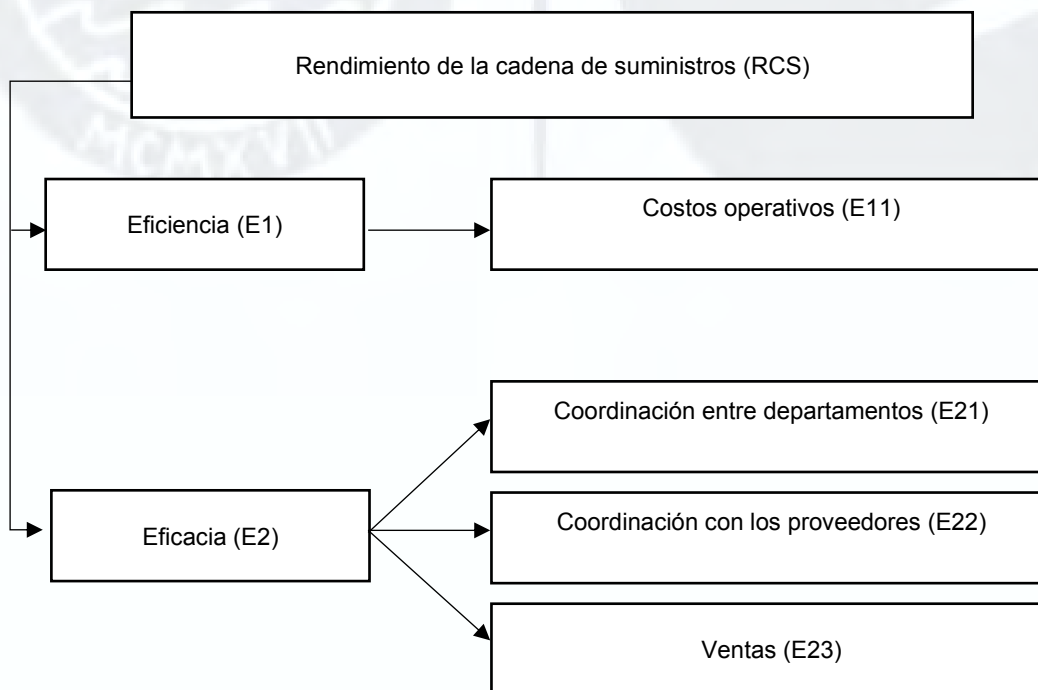 Rendimiento de la cadena de suministros (RCS)
MCMXVII
Eficiencia (E1)
Costos operativos (E11)
Coordinación entre departamentos (E21)
Eficacia (E2)
Coordinación con los proveedores (E22)
Ventas (E23)